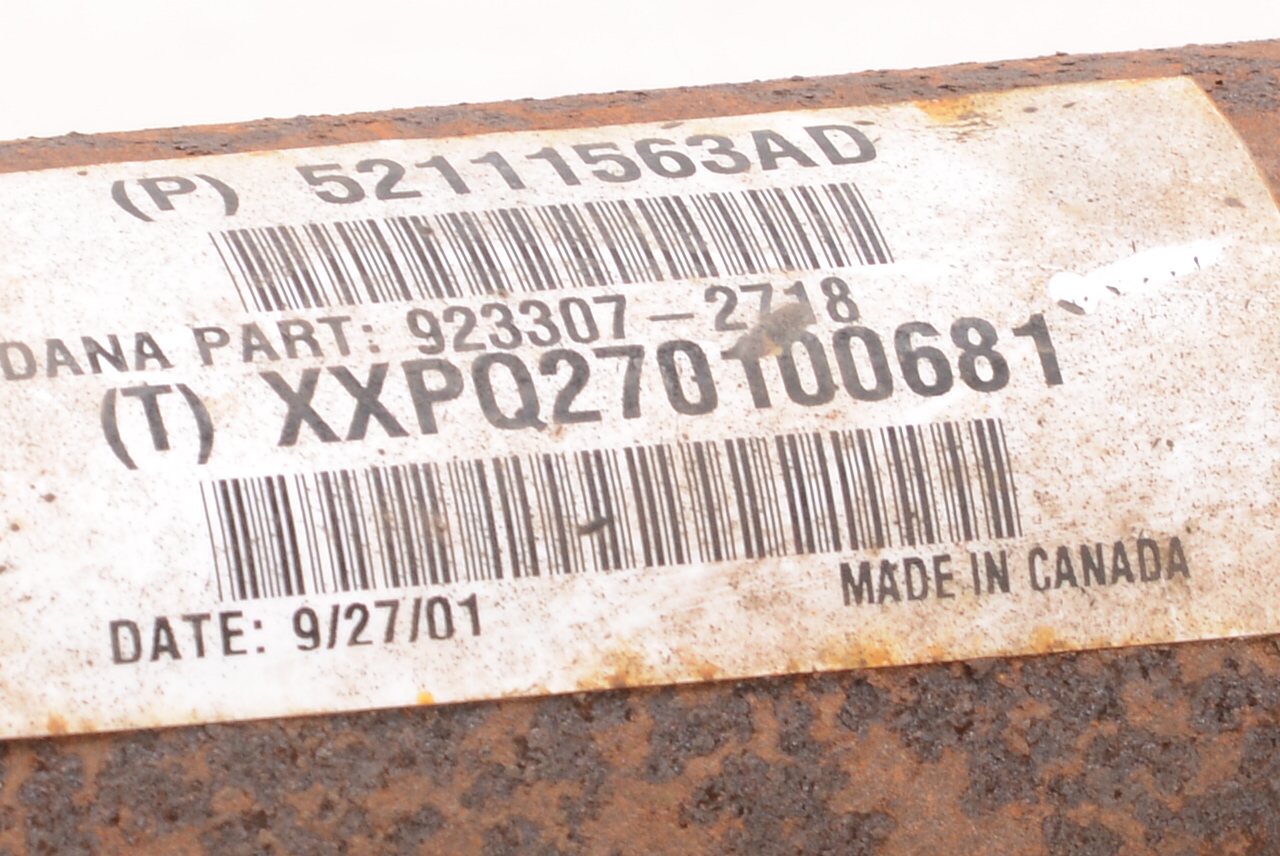 (P) 52111563AD
DANA PART: 923307-2718
(T) XXPQ270100681
DATE: 9/27/01
MADE IN CANADA